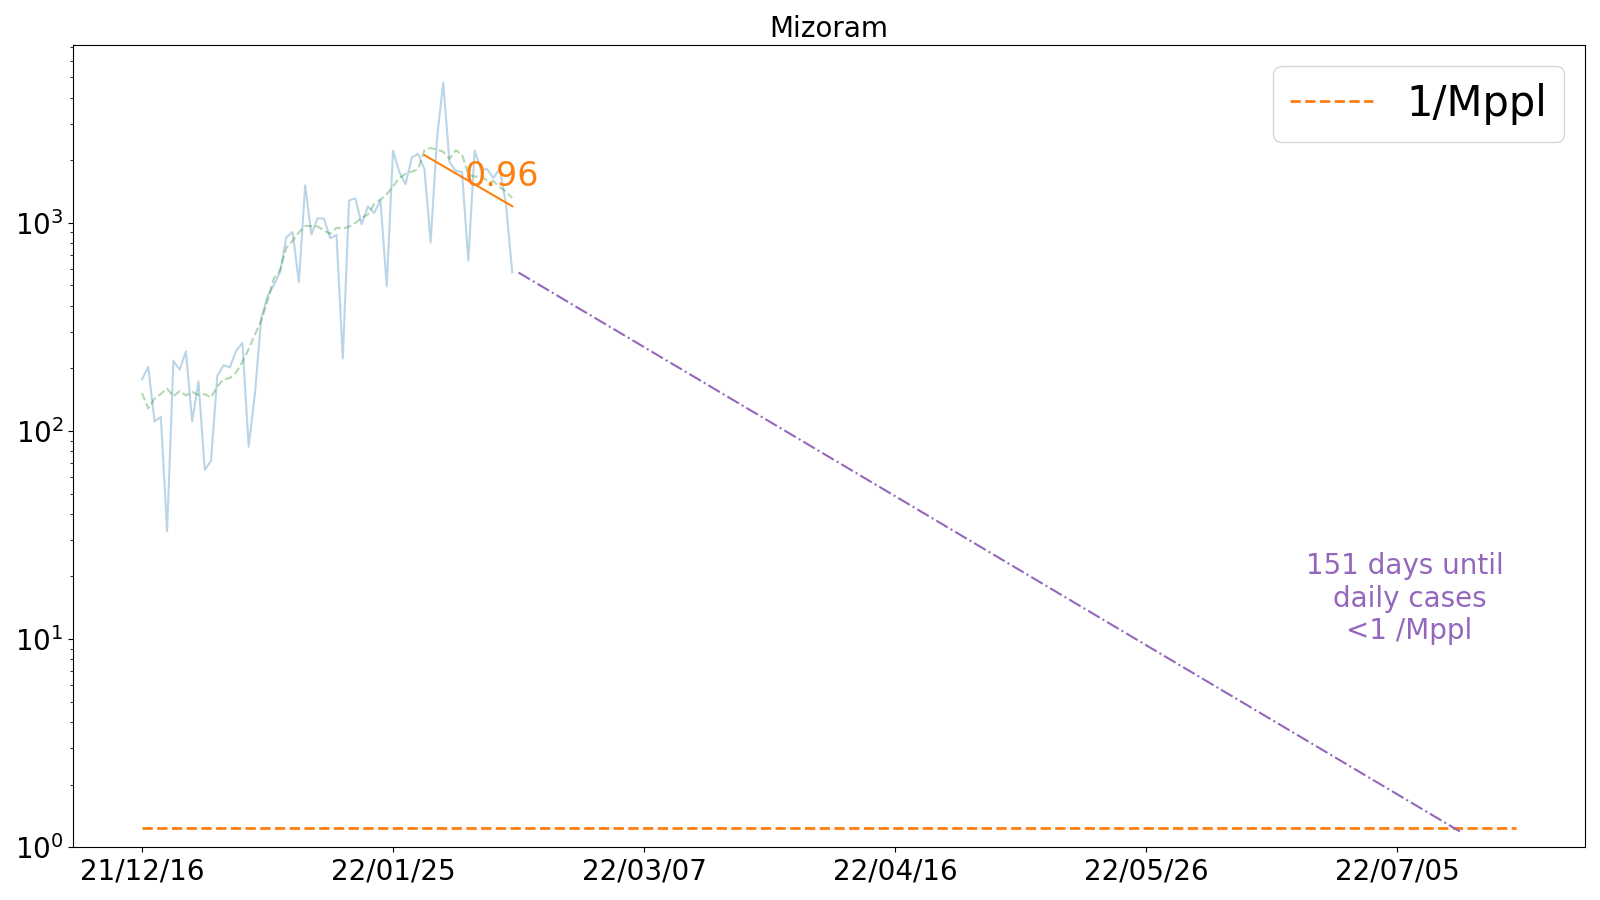 Mizoram
1/Mppl
0.96
10³
10²
151 days until
daily cases
<1 /Mppl
10¹
10⁰
21/12/16 22/01/25 22/03/07 22/04/16 22/05/26 22/07/05